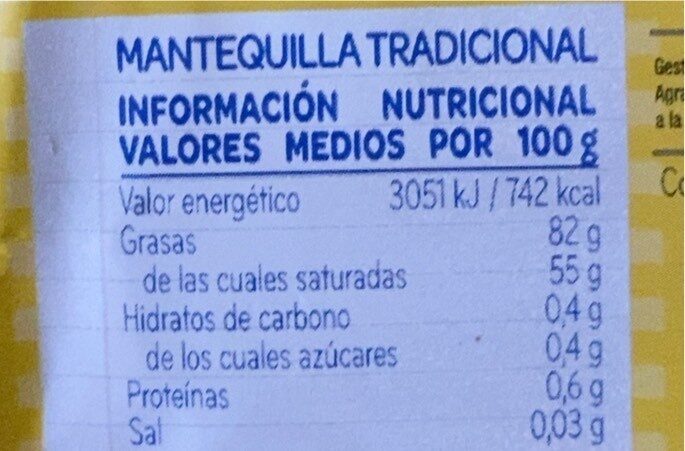 MANTEQUILLA TRADICIONAL
INFORMACIÓN NUTRICIONAL
VALORES MEDIOS POR 100 g
Valor energético 3051 kJ / 742 kcal
Grasas 82 g
de las cuales saturadas 55 g
Hidratos de carbono 0,4 g
de los cuales azúcares 0,4 g
Proteínas 0,6 g
Sal 0,03 g
a la